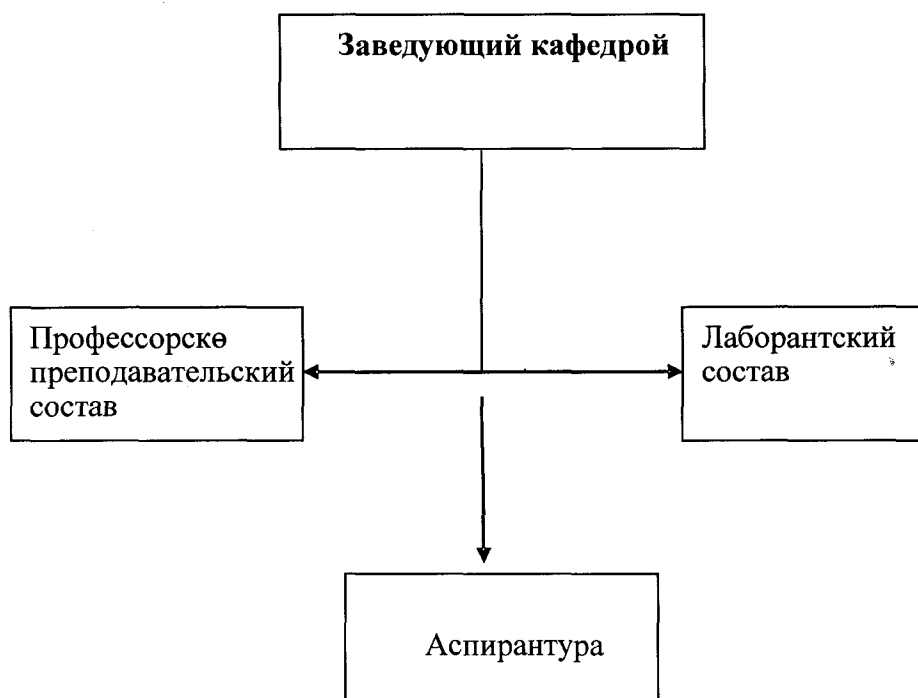 Заведующий кафедрой
Профессорско
преподавательский
состав
Лаборантский
состав
Аспирантура